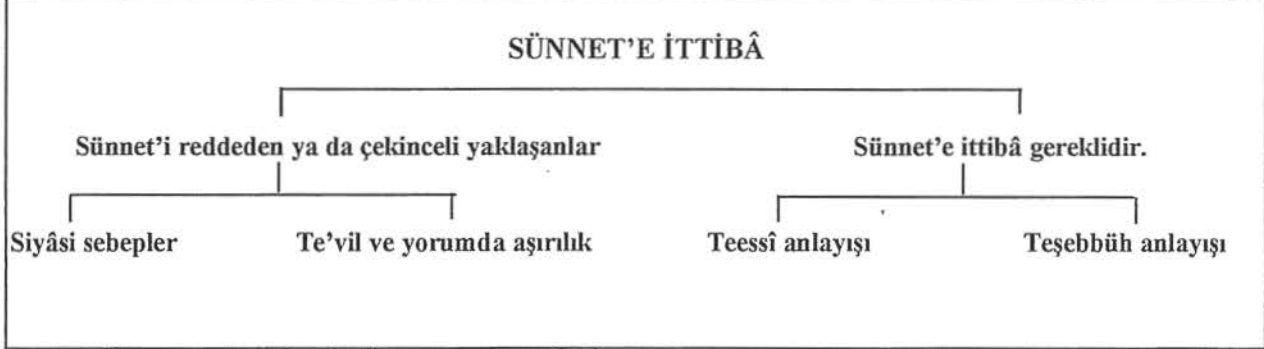 SÜNNET’E İTTİBÂ
Sünnet’i reddeden ya da çekinceli yaklaşanlar
Sünnet’e ittibâ gereklidir.
Siyâsi sebepler
Te’vil ve yorumda aşırılık
Teessî anlayışı
Teşebbüh anlayışı